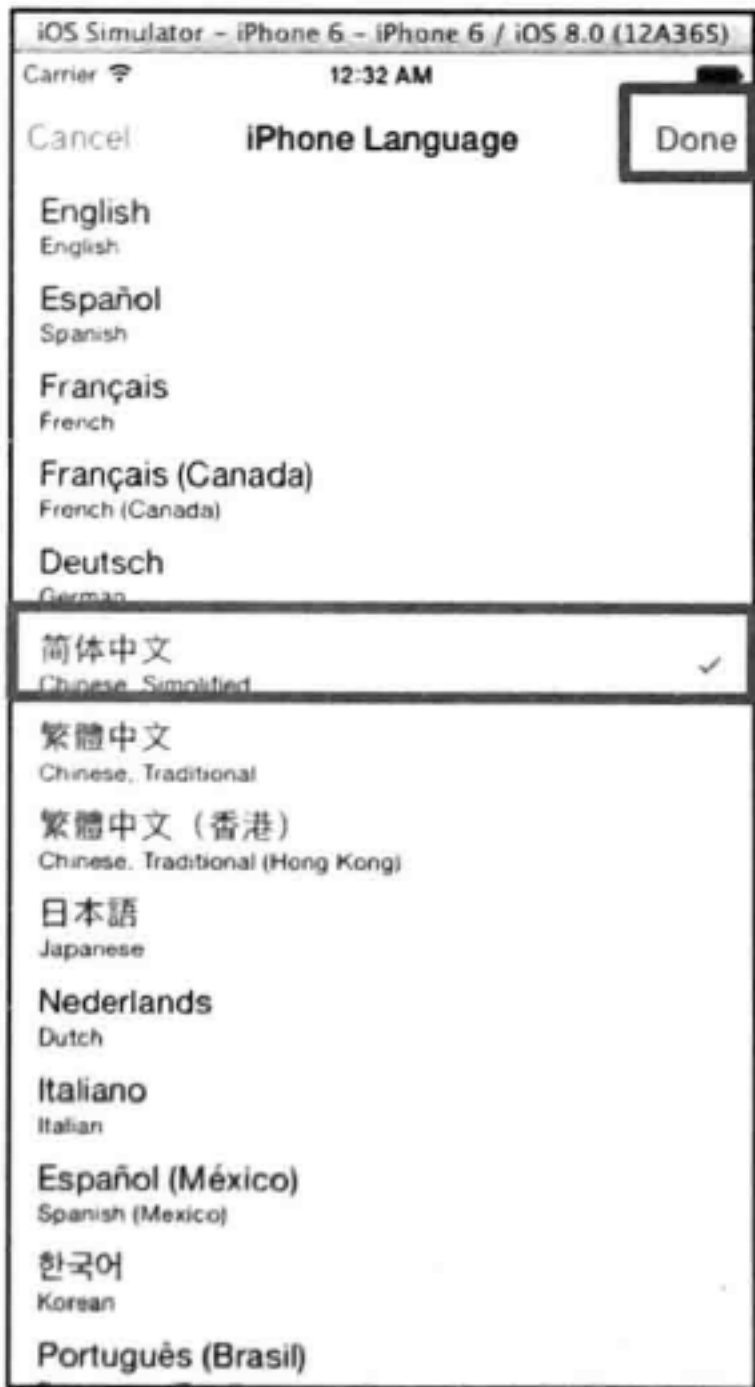 iOS Simulator – iPhone 6 – iPhone 6 / iOS 8.0 (12A365)
Carrier 12:32 AM
Cancel iPhone Language Done
English
English
Español
Spanish
Français
French
Français (Canada)
French (Canada)
Deutsch
German
简体中文
Chinese, Simplified
繁體中文
Chinese, Traditional
繁體中文（香港）
Chinese, Traditional (Hong Kong)
日本語
Japanese
Nederlands
Dutch
Italiano
Italian
Español (México)
Spanish (Mexico)
한국어
Korean
Português (Brasil)